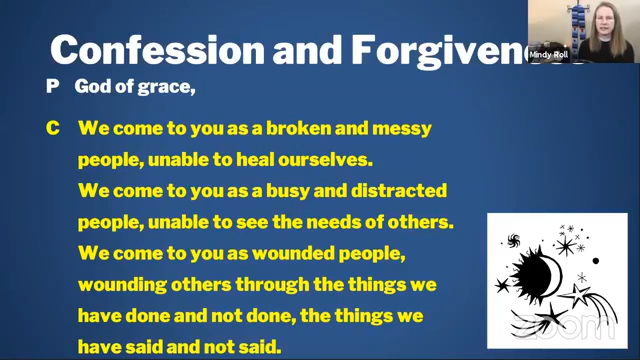 Confession and Forgiveness
Mindy Roll
P God of grace,
C We come to you as a broken and messy
people, unable to heal ourselves.
We come to you as a busy and distracted
people, unable to see the needs of others.
We come to you as wounded people,
wounding others through the things we
have done and not done, the things we
have said and not said.
zoom